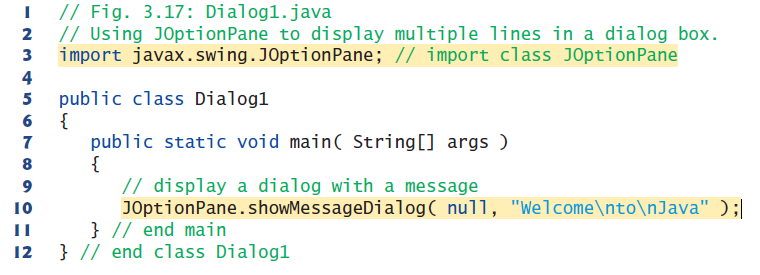 1 // Fig. 3.17: Dialog1.java
2 // Using JOptionPane to display multiple lines in a dialog box.
3 import javax.swing.JOptionPane; // import class JOptionPane
4
5 public class Dialog1
6 {
7 public static void main( String[] args )
8 {
9 // display a dialog with a message
10 JOptionPane.showMessageDialog( null, "Welcome\nto\nJava" );
11 } // end main
12 } // end class Dialog1